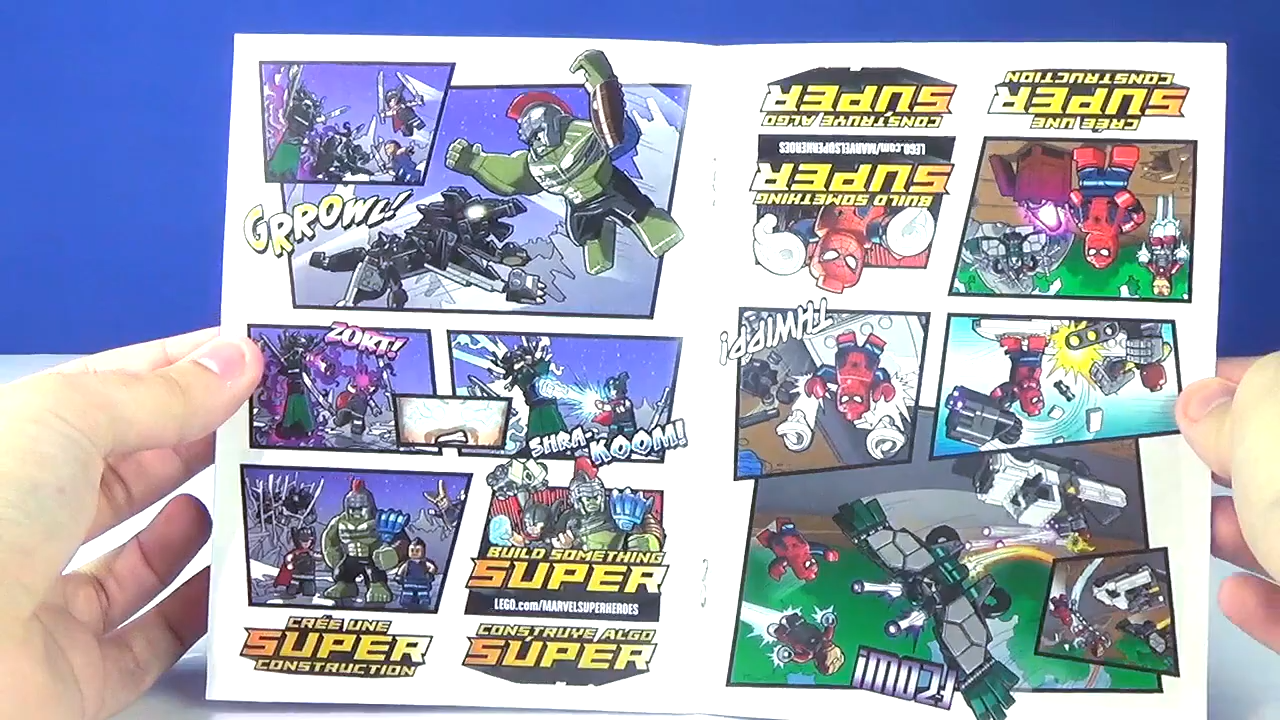 GRROWL!
ZORT!
SHRA-KOOM!
BUILD SOMETHING
SUPER
LEGO.com/MARVELSUPERHEROES
CRÉE UNE
SUPER
CONSTRUCTION
CONSTRUYE ALGO
SUPER
FZOW!
THWIPP!
BUILD SOMETHING
SUPER
LEGO.com/MARVELSUPERHEROES
CRÉE UNE
SUPER
CONSTRUCTION
CONSTRUYE ALGO
SUPER